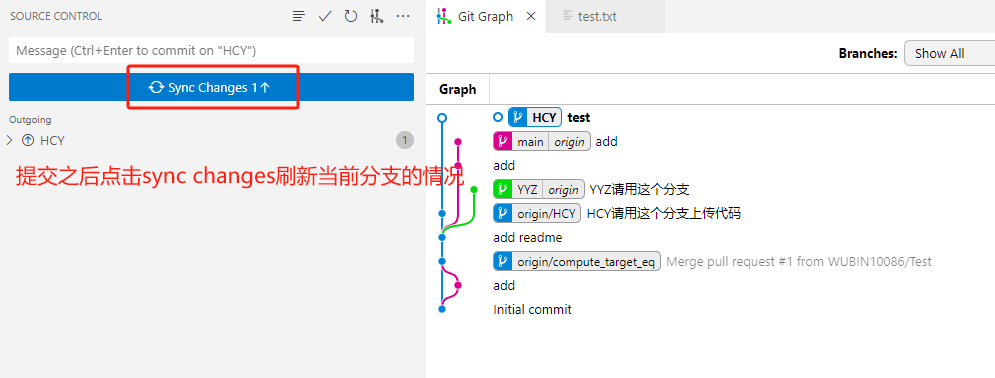 SOURCE CONTROL
Message (Ctrl+Enter to commit on "HCY")
Sync Changes 1↑
Outgoing
HCY
1
提交之后点击sync changes刷新当前分支的情况
Git Graph
test.txt
Branches:
Show All
Graph
HCY test
main origin add
add
YYZ origin YYZ请用这个分支
origin/HCY HCY请用这个分支上传代码
add readme
origin/compute_target_eq Merge pull request #1 from WUBIN10086/Test
add
Initial commit